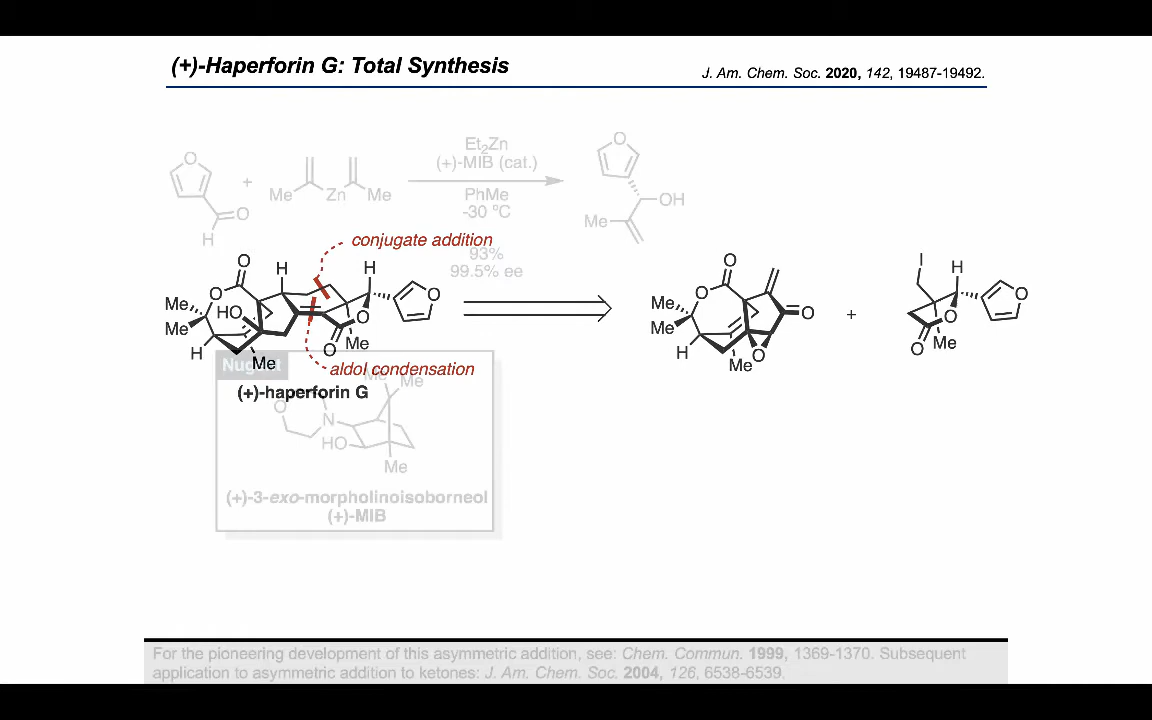 (+)-Haperforin G: Total Synthesis
J. Am. Chem. Soc. 2020, 142, 19487-19492.
O
+
Me
Zn
Me
O
H
Et2Zn
(+)-MIB (cat.)
PhMe
-30 ºC
93%
99.5% ee
O
OH
Me
conjugate addition
O
H
H
O
Me
Me
HO
O
O
H
Me
Me
O
aldol condensation
(+)-haperforin G
O
O
Me
Me
H
Me
O
O
+
I
H
O
O
O
Me
Nugent
Me
Me
O
N
HO
Me
(+)-3-exo-morpholinoisoborneol
(+)-MIB
For the pioneering development of this asymmetric addition, see: Chem. Commun. 1999, 1369-1370. Subsequent
application to asymmetric addition to ketones: J. Am. Chem. Soc. 2004, 126, 6538-6539.